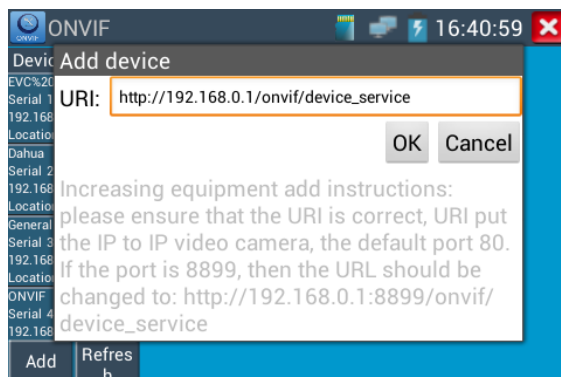 ONVIF
ONVIF
16:40:59
Devic
Add device
EVC%20
Serial 1
192.168
Location
Dahua
Serial 2
192.168
Location
General
Serial 3
192.168
Location
ONVIF
Serial 4
192.168
URI:
http://192.168.0.1/onvif/device_service
OK
Cancel
Increasing equipment add instructions:
please ensure that the URI is correct, URI put
the IP to IP video camera, the default port 80.
If the port is 8899, then the URL should be
changed to: http://192.168.0.1:8899/onvif/
device_service
Add
Refres
h